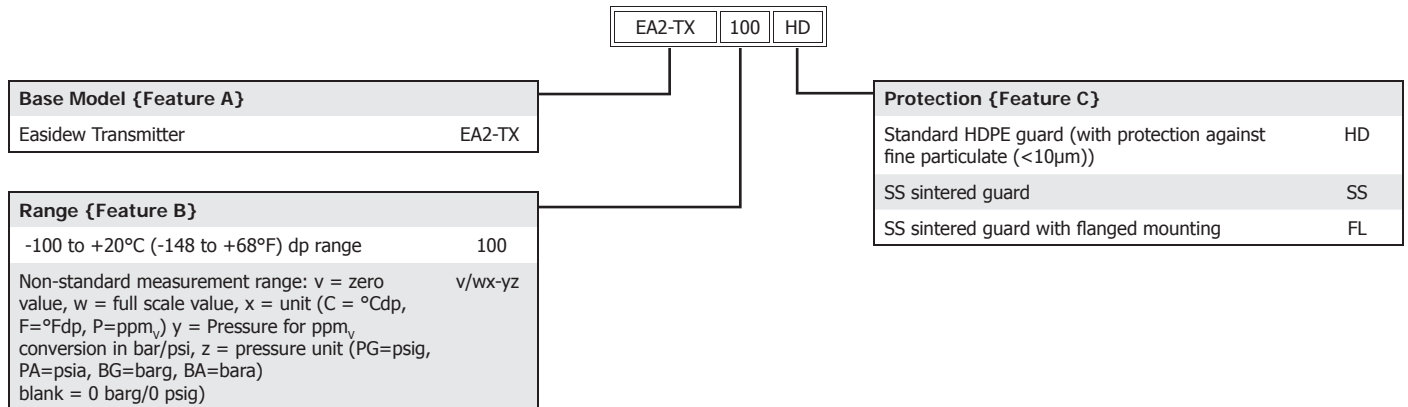 EA2-TX 100 HD
Base Model {Feature A}
Easidew Transmitter EA2-TX
Range {Feature B}
-100 to +20°C (-148 to +68°F) dp range 100
Non-standard measurement range: v = zero v/wx-yz
value, w = full scale value, x = unit (C = °Cdp,
F=°Fdp, P=ppmV) y = Pressure for ppmV
conversion in bar/psi, z = pressure unit (PG=psig,
PA=psia, BG=barg, BA=bara)
blank = 0 barg/0 psig)
Protection {Feature C}
Standard HDPE guard (with protection against HD
fine particulate (<10µm))
SS sintered guard SS
SS sintered guard with flanged mounting FL